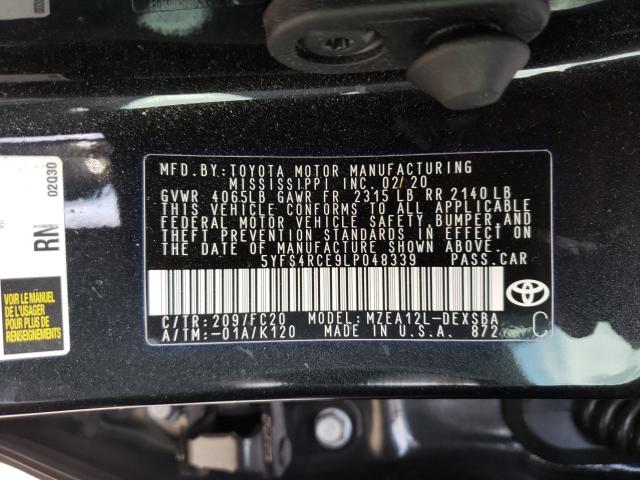 MFD.BY:TOYOTA MOTOR MANUFACTURING
MISSISSIPPI INC. 02/20
GVWR 4065LB GAWR FR. 2315 LB RR 2140 LB
THIS VEHICLE CONFORMS TO ALL APPLICABLE
FEDERAL MOTOR VEHICLE SAFETY, BUMPER AND
THEFT PREVENTION STANDARDS IN EFFECT ON
THE DATE OF MANUFACTURE SHOWN ABOVE.
5YFS4RCE9LP048339 PASS.CAR
TOYOTA
C/TR:209/FC20 MODEL:MZEA12L-DEXSBA
A/TM:-01A/K120 MADE IN U.S.A. 872
C
RN
02Q30
VOIR LE MANUEL
DE L'USAGER
POUR PLUS DE
RENSEIGNEMENTS